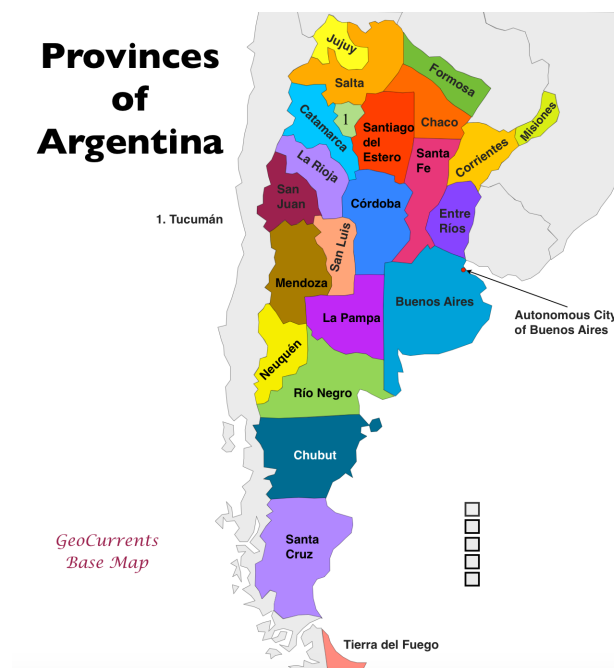 Provinces
of
Argentina
Jujuy
Salta
Formosa
Catamarca
1
Santiago
del
Estero
Chaco
Misiones
Corrientes
Santa
Fe
La Rioja
San
Juan
Córdoba
Entre
Ríos
1. Tucumán
San Luis
Mendoza
Buenos Aires
La Pampa
Autonomous City
of Buenos Aires
Neuquén
Río Negro
Chubut
Santa
Cruz
GeoCurrents
Base Map
Tierra del Fuego